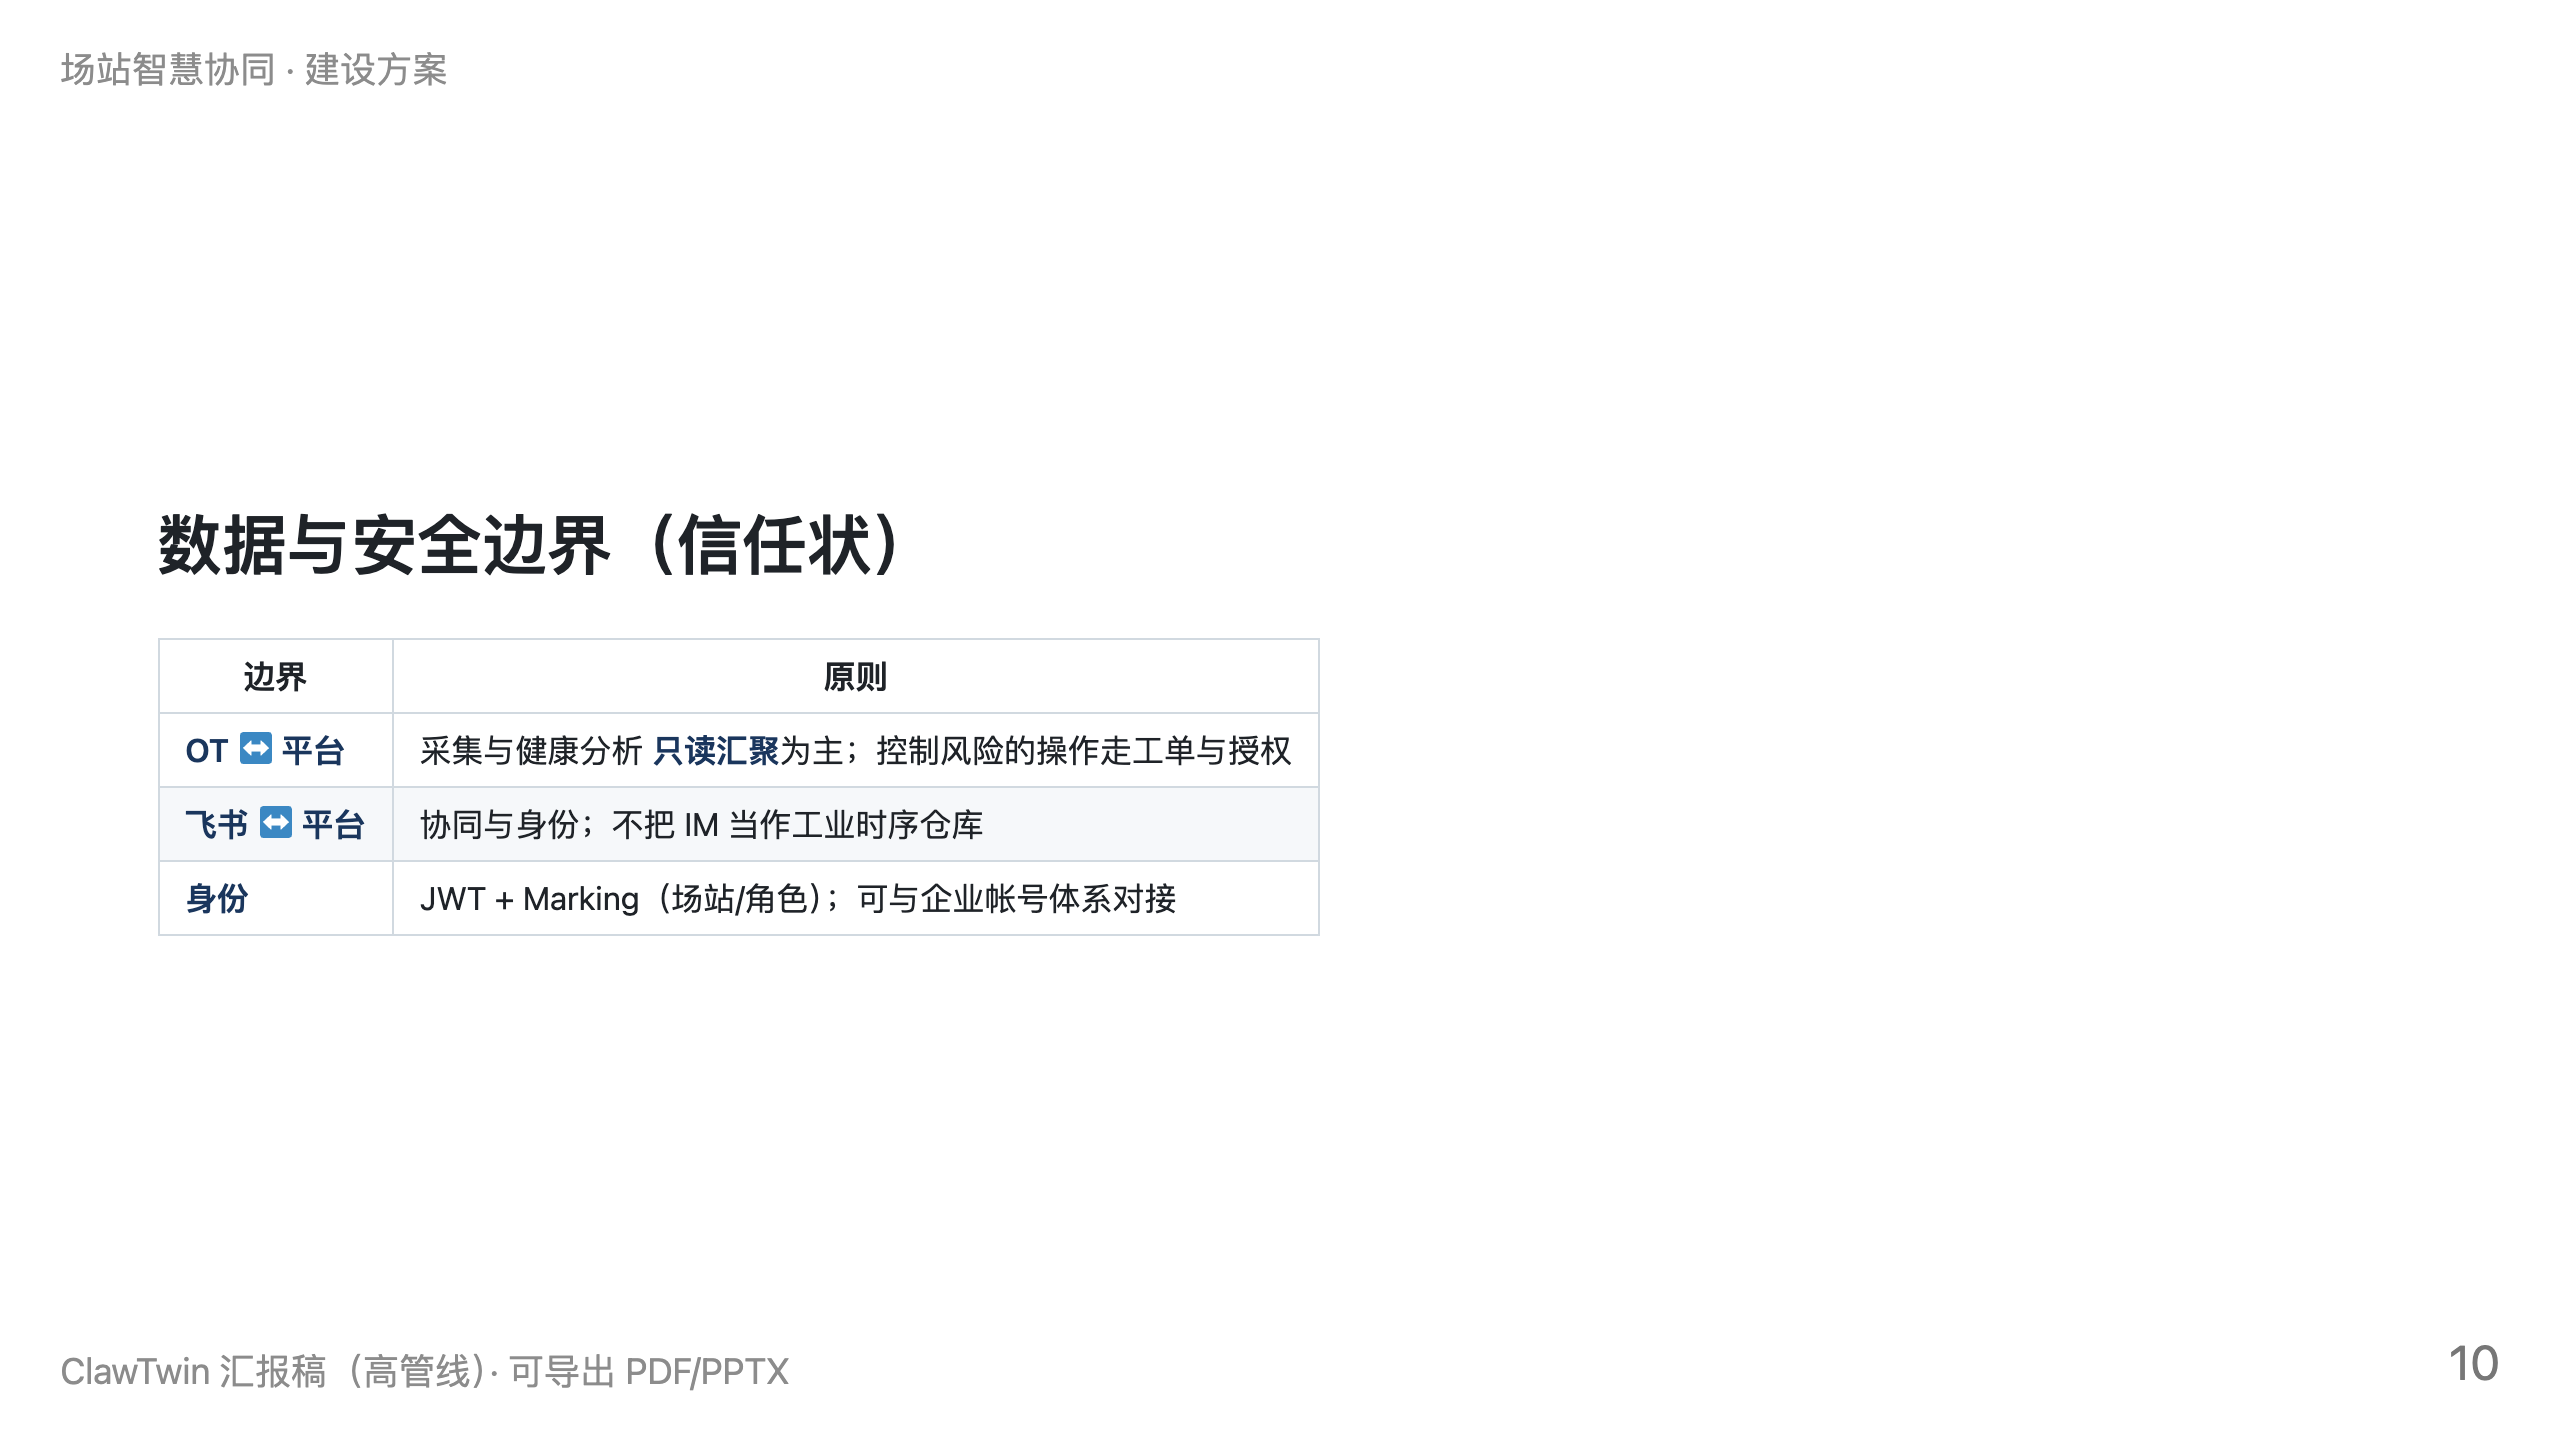 场站智慧协同 · 建设方案
数据与安全边界（信任状）
边界 原则
OT ↔️ 平台 采集与健康分析 只读汇聚为主；控制风险的操作走工单与授权
飞书 ↔️ 平台 协同与身份；不把 IM 当作工业时序仓库
身份 JWT + Marking（场站/角色）；可与企业帐号体系对接
ClawTwin 汇报稿（高管线）· 可导出 PDF/PPTX
10